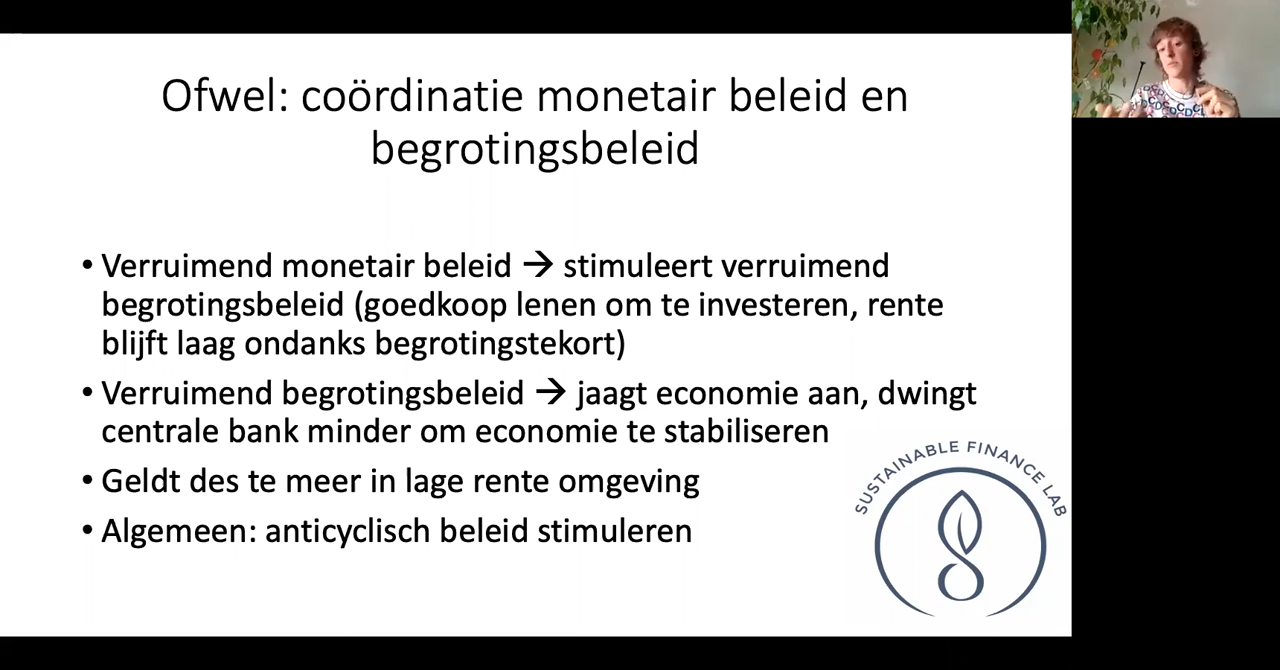 Ofwel: coördinatie monetair beleid en
begrotingsbeleid
• Verruimend monetair beleid → stimuleert verruimend
begrotingsbeleid (goedkoop lenen om te investeren, rente
blijft laag ondanks begrotingstekort)
• Verruimend begrotingsbeleid → jaagt economie aan, dwingt
centrale bank minder om economie te stabiliseren
• Geldt des te meer in lage rente omgeving
• Algemeen: anticyclisch beleid stimuleren
SUSTAINABLE FINANCE LAB